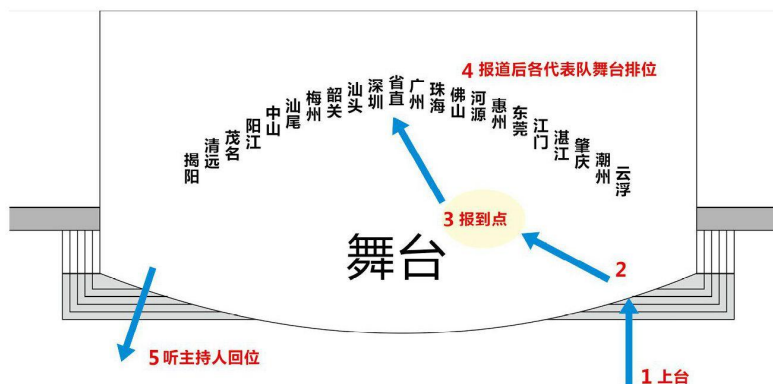 4 报道后各代表队舞台排位
揭阳
清远
茂名
阳江
中山
汕尾
梅州
韶关
汕头
深圳
省直
广州
珠海
佛山
河源
惠州
东莞
江门
湛江
肇庆
潮州
云浮
3 报到点
舞台
2
5 听主持人回位
1 上台